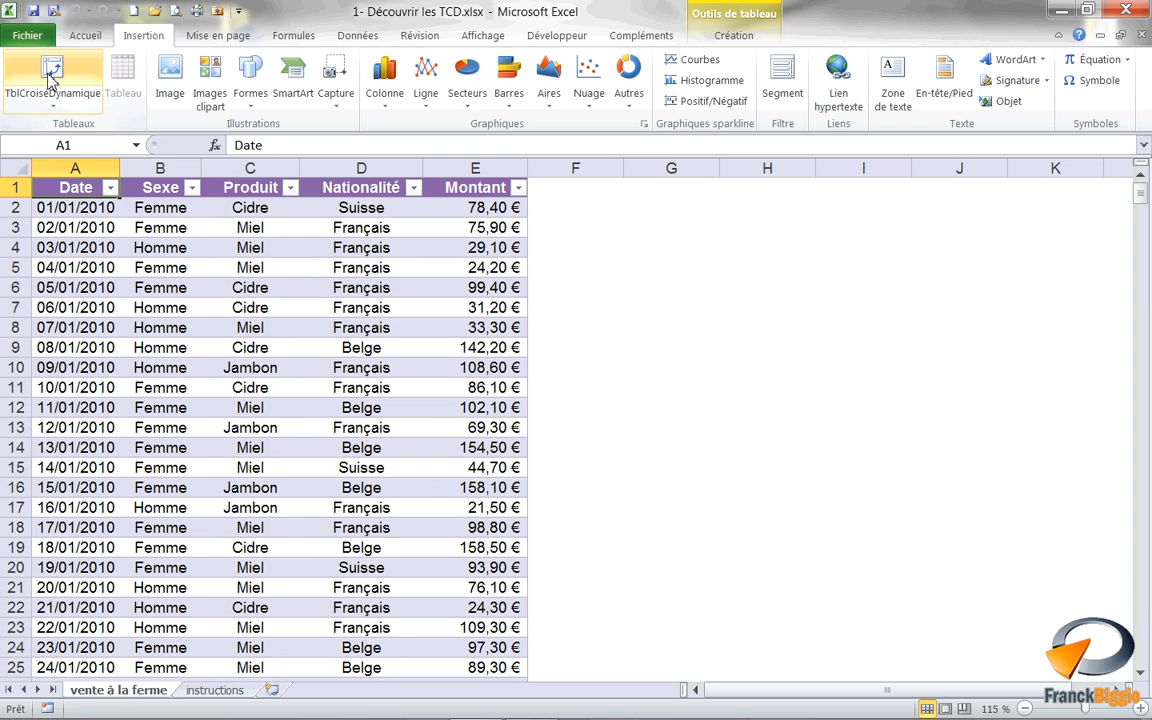 1- Découvrir les TCD.xlsx - Microsoft Excel
Outils de tableau
Fichier Accueil Insertion Mise en page Formules Données Révision Affichage Développeur Compléments Création
TblCroiséDynamique Tableau
Image Images clipart Formes SmartArt Capture
Colonne Ligne Secteurs Barres Aires Nuage Autres
Courbes
Histogramme
Positif/Négatif
Segment
Lien hypertexte
Zone de texte En-tête/Pied
WordArt
Signature
Objet
Équation
Symbole
Tableaux Illustrations Graphiques Graphiques sparkline Filtre Liens Texte Symboles
A1 fx Date
A B C D E F G H I J K
1 Date Sexe Produit Nationalité Montant
2 01/01/2010 Femme Cidre Suisse 78,40 €
3 02/01/2010 Femme Miel Français 75,90 €
4 03/01/2010 Homme Miel Français 29,10 €
5 04/01/2010 Femme Miel Français 24,20 €
6 05/01/2010 Femme Cidre Français 99,40 €
7 06/01/2010 Homme Cidre Français 31,20 €
8 07/01/2010 Homme Miel Français 33,30 €
9 08/01/2010 Homme Cidre Belge 142,20 €
10 09/01/2010 Homme Jambon Français 108,60 €
11 10/01/2010 Femme Cidre Français 86,10 €
12 11/01/2010 Femme Miel Belge 102,10 €
13 12/01/2010 Femme Jambon Français 69,30 €
14 13/01/2010 Femme Miel Belge 154,50 €
15 14/01/2010 Femme Miel Suisse 44,70 €
16 15/01/2010 Femme Jambon Belge 158,10 €
17 16/01/2010 Homme Jambon Français 21,50 €
18 17/01/2010 Femme Miel Français 98,80 €
19 18/01/2010 Femme Cidre Belge 158,50 €
20 19/01/2010 Femme Miel Suisse 93,90 €
21 20/01/2010 Homme Miel Français 76,10 €
22 21/01/2010 Homme Cidre Français 24,30 €
23 22/01/2010 Homme Miel Français 109,30 €
24 23/01/2010 Femme Miel Belge 97,30 €
25 24/01/2010 Femme Miel Belge 89,30 €
vente à la ferme instructions
FranckBiggio
Prêt 115 %